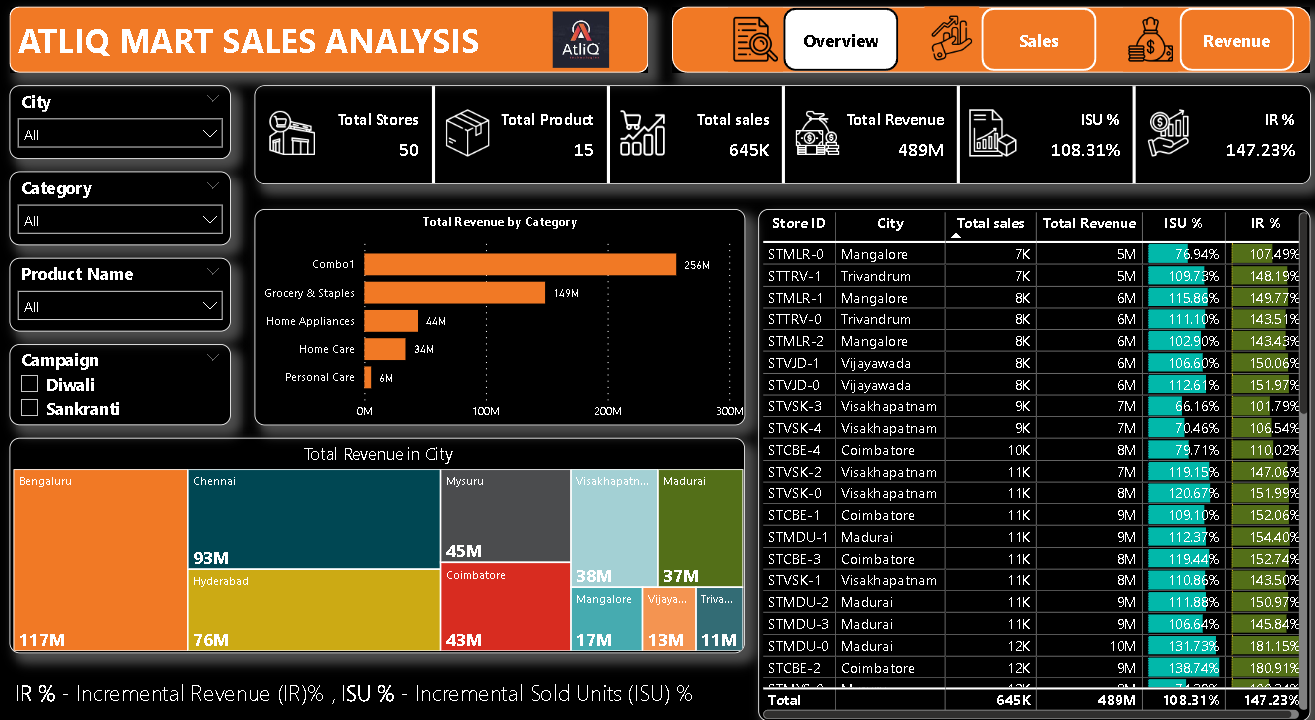 ATLIQ MART SALES ANALYSIS
AtliQ
Overview
Sales
Revenue
City
All
Category
All
Product Name
All
Campaign
Diwali
Sankranti
Total Stores
50
Total Product
15
Total sales
645K
Total Revenue
489M
ISU %
108.31%
IR %
147.23%
Total Revenue by Category
Combo1 256M
Grocery & Staples 149M
Home Appliances 44M
Home Care 34M
Personal Care 6M
0M 100M 200M 300M
Total Revenue in City
Bengaluru
117M
Chennai
93M
Hyderabad
76M
Mysuru
45M
Coimbatore
43M
Visakhapatn...
38M
Madurai
37M
Mangalore
17M
Vijaya...
13M
Triva...
11M
IR % - Incremental Revenue (IR)% , ISU % - Incremental Sold Units (ISU) %
Store ID City Total sales Total Revenue ISU % IR %
STMLR-0 Mangalore 7K 5M 76.94% 107.49%
STTRV-1 Trivandrum 7K 5M 109.73% 148.19%
STMLR-1 Mangalore 8K 6M 115.86% 149.77%
STTRV-0 Trivandrum 8K 6M 111.10% 143.51%
STMLR-2 Mangalore 8K 6M 102.90% 143.43%
STVJD-1 Vijayawada 8K 6M 106.60% 150.06%
STVJD-0 Vijayawada 8K 6M 112.61% 151.97%
STVSK-3 Visakhapatnam 9K 7M 66.16% 101.79%
STVSK-4 Visakhapatnam 9K 7M 70.46% 106.54%
STCBE-4 Coimbatore 10K 8M 79.71% 110.02%
STVSK-2 Visakhapatnam 11K 7M 119.15% 147.06%
STVSK-0 Visakhapatnam 11K 8M 120.67% 151.99%
STCBE-1 Coimbatore 11K 9M 109.10% 152.06%
STMDU-1 Madurai 11K 9M 112.37% 154.40%
STCBE-3 Coimbatore 11K 8M 119.44% 152.74%
STVSK-1 Visakhapatnam 11K 8M 110.86% 143.50%
STMDU-2 Madurai 11K 9M 111.88% 150.97%
STMDU-3 Madurai 11K 9M 106.64% 145.84%
STMDU-0 Madurai 12K 10M 131.73% 181.15%
STCBE-2 Coimbatore 12K 9M 138.74% 180.91%
Total 645K 489M 108.31% 147.23%